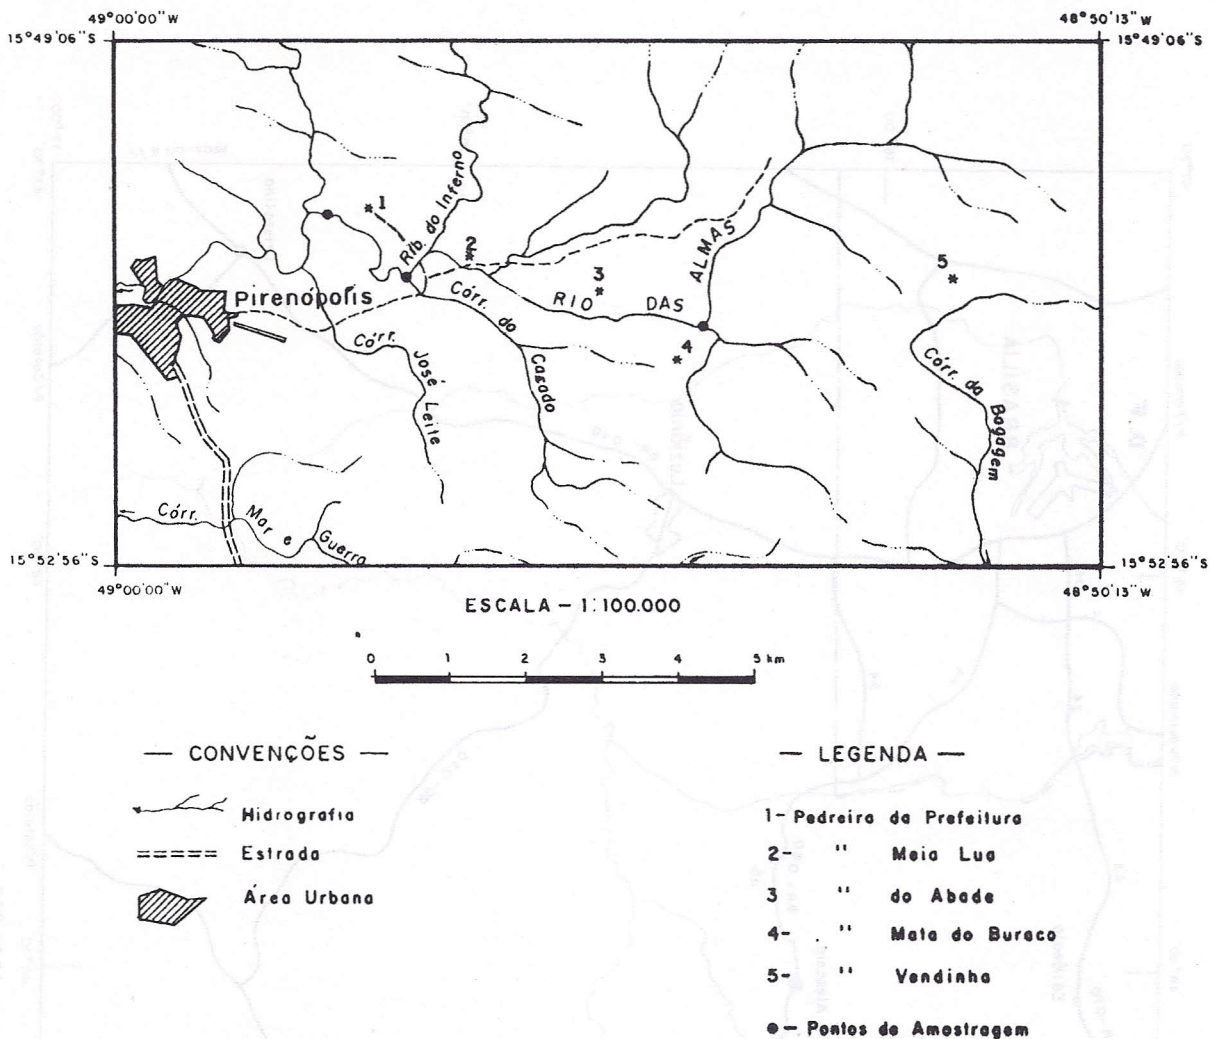 49°00'00"W
48°50'13"W
15°49'06"S
15°49'06"S
1
Rib. do Inferno
2
ALMAS
5
3
Pirenópolis
RIO
DAS
Córr. do
Cagado
4
Córr.
José
Leite
Córr. da
Bagagem
Córr.
Mar e
Guerra
15°52'56"S
15°52'56"S
49°00'00"W
48°50'13"W
ESCALA – 1:100.000
0 1 2 3 4 5 km
— CONVENÇÕES —
Hidrografia
Estrada
Área Urbana
— LEGENDA —
1- Pedreira da Prefeitura
2- " Meia Lua
3 " do Abade
4- " Mata do Buraco
5- " Vendinha
●– Pontos de Amostragem